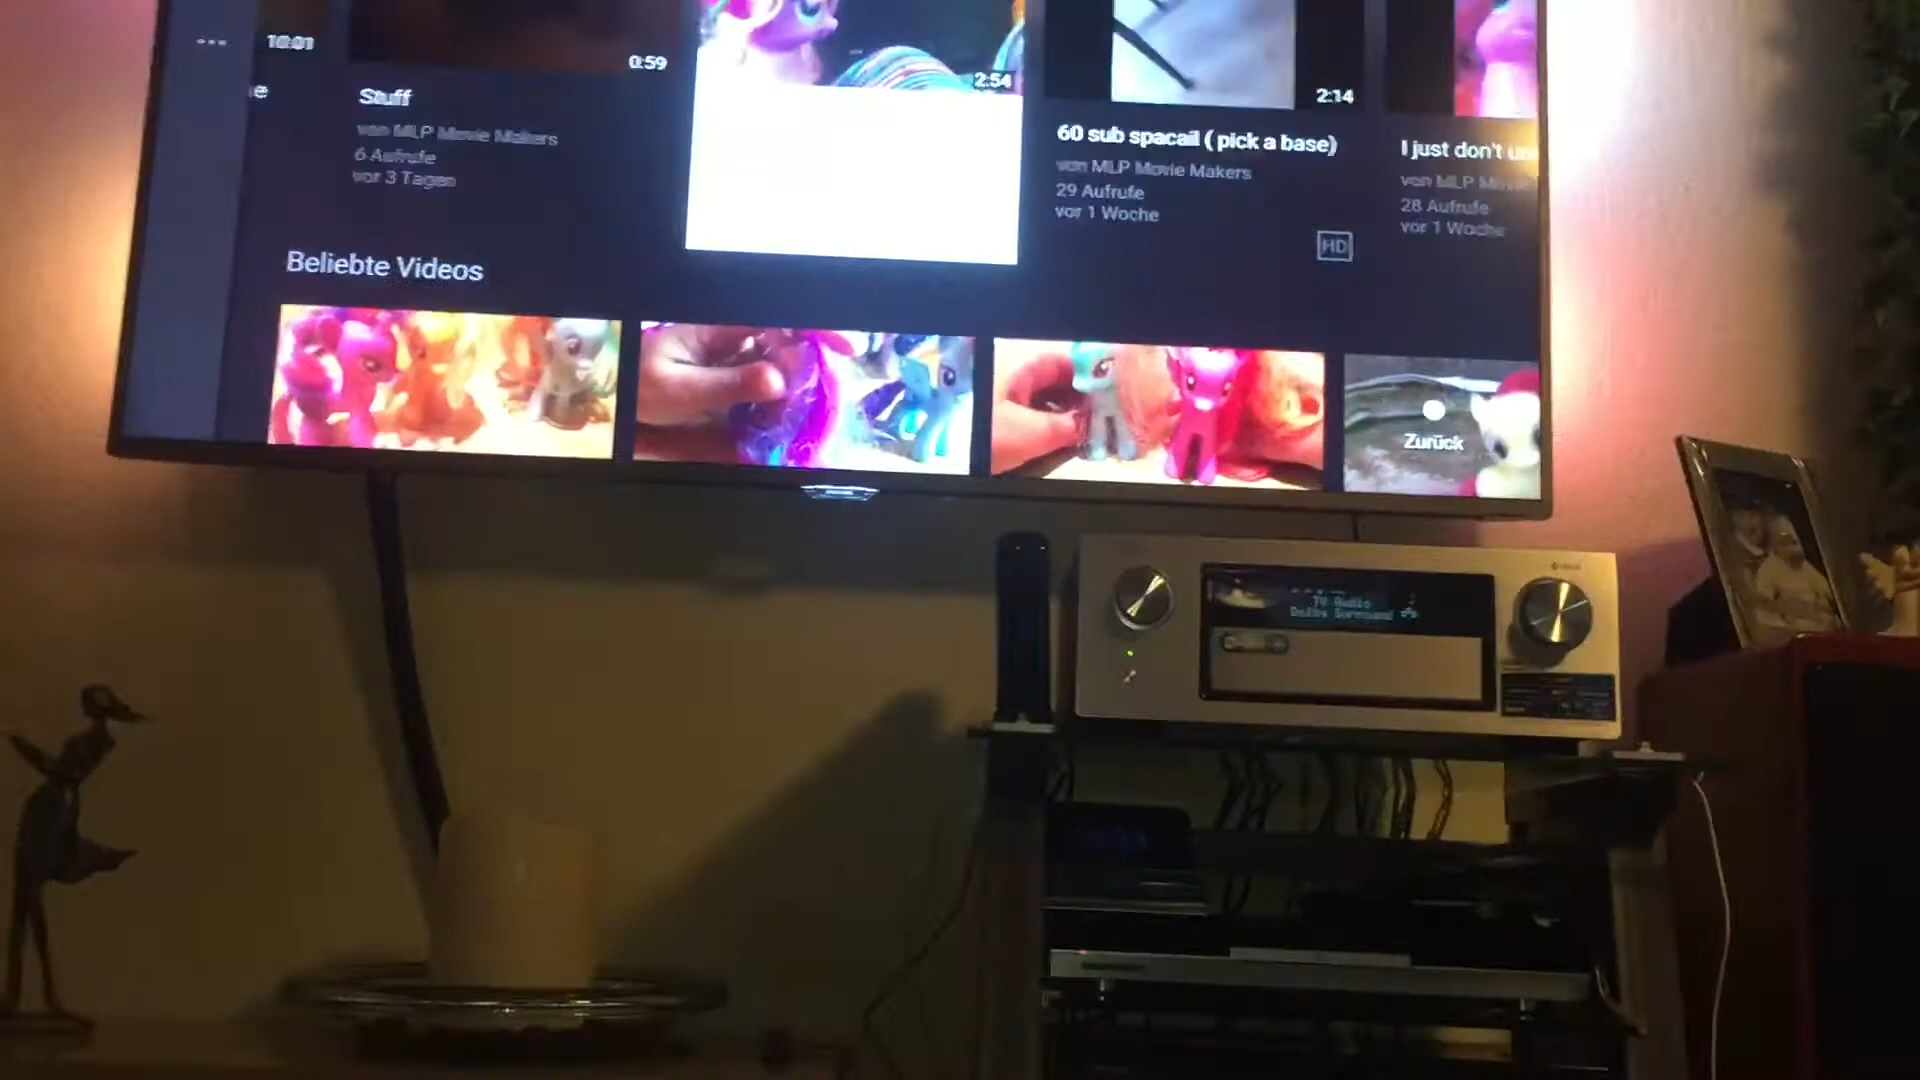 10:01
0:59
2:54
2:14
e
Stuff
von MLP Movie Makers
6 Aufrufe
vor 3 Tagen
60 sub spacail ( pick a base)
von MLP Movie Makers
29 Aufrufe
vor 1 Woche
HD
I just don't
von MLP
28 Aufrufe
vor 1 Woche
Beliebte Videos
Zurück
TV Audio
Dolby Surround